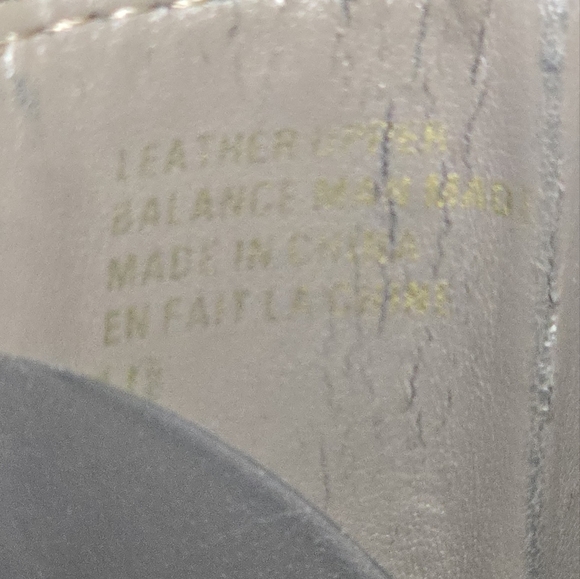 LEATHER UPPER
BALANCE MAN MADE
MADE IN CHINA
EN FAIT LA CHINE